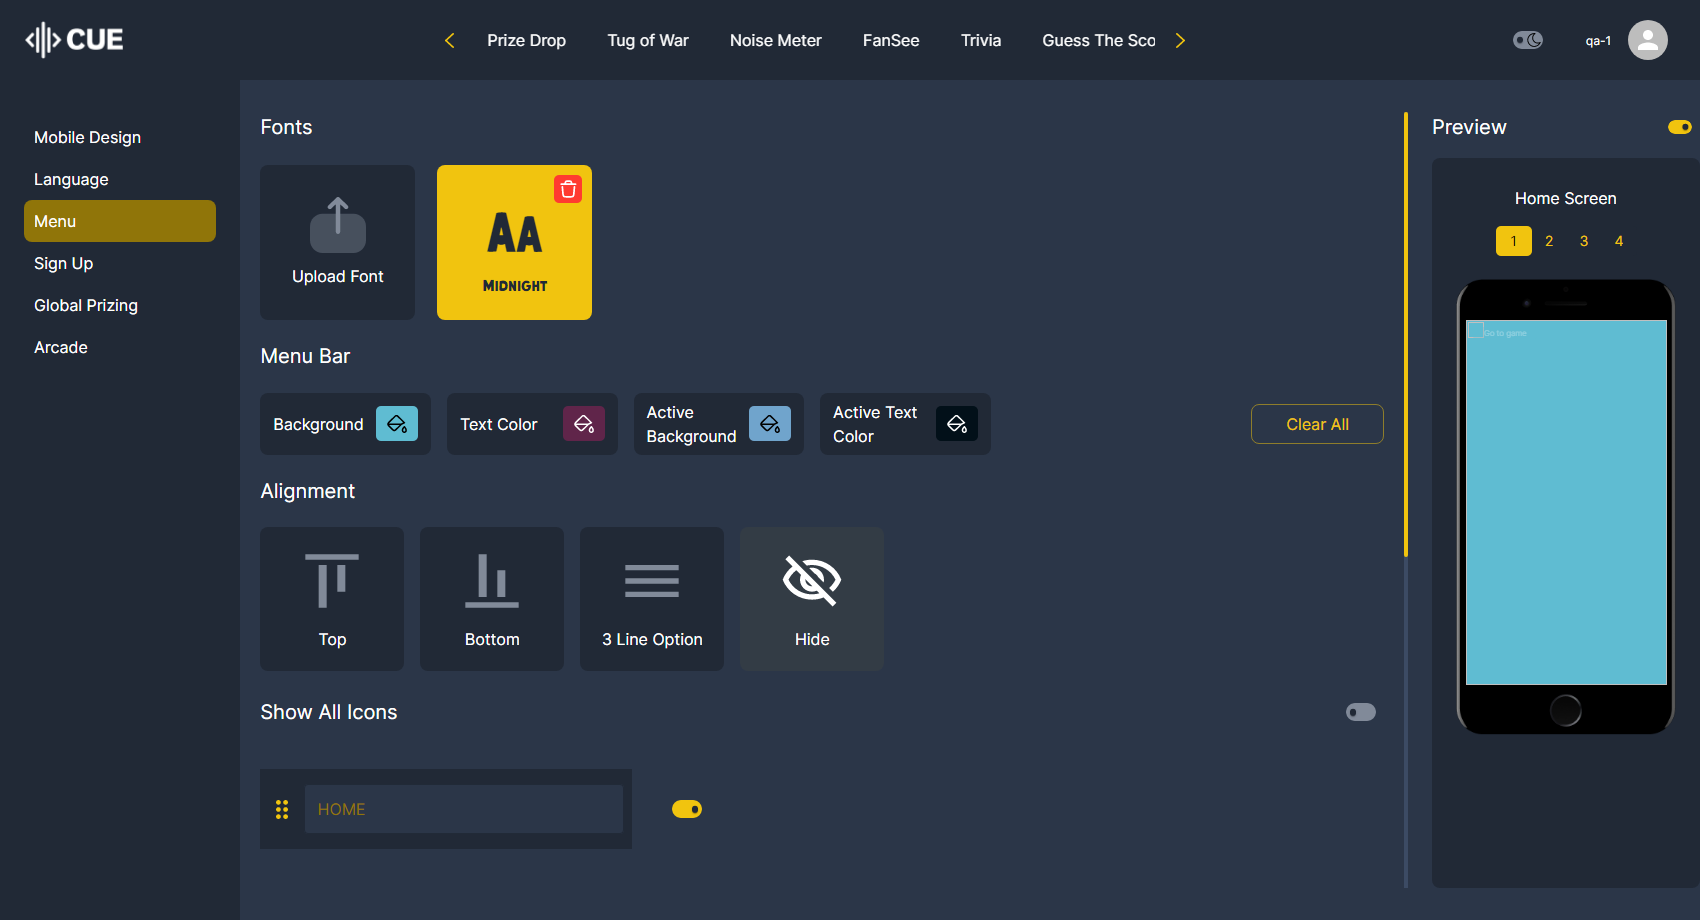 CUE
Prize Drop
Tug of War
Noise Meter
FanSee
Trivia
Guess The Sco
qa-1
Mobile Design
Language
Menu
Sign Up
Global Prizing
Arcade
Fonts
Upload Font
AA
MIDNIGHT
Menu Bar
Background
Text Color
Active
Background
Active Text
Color
Clear All
Alignment
Top
Bottom
3 Line Option
Hide
Show All Icons
HOME
Preview
Home Screen
1 2 3 4
Go to game